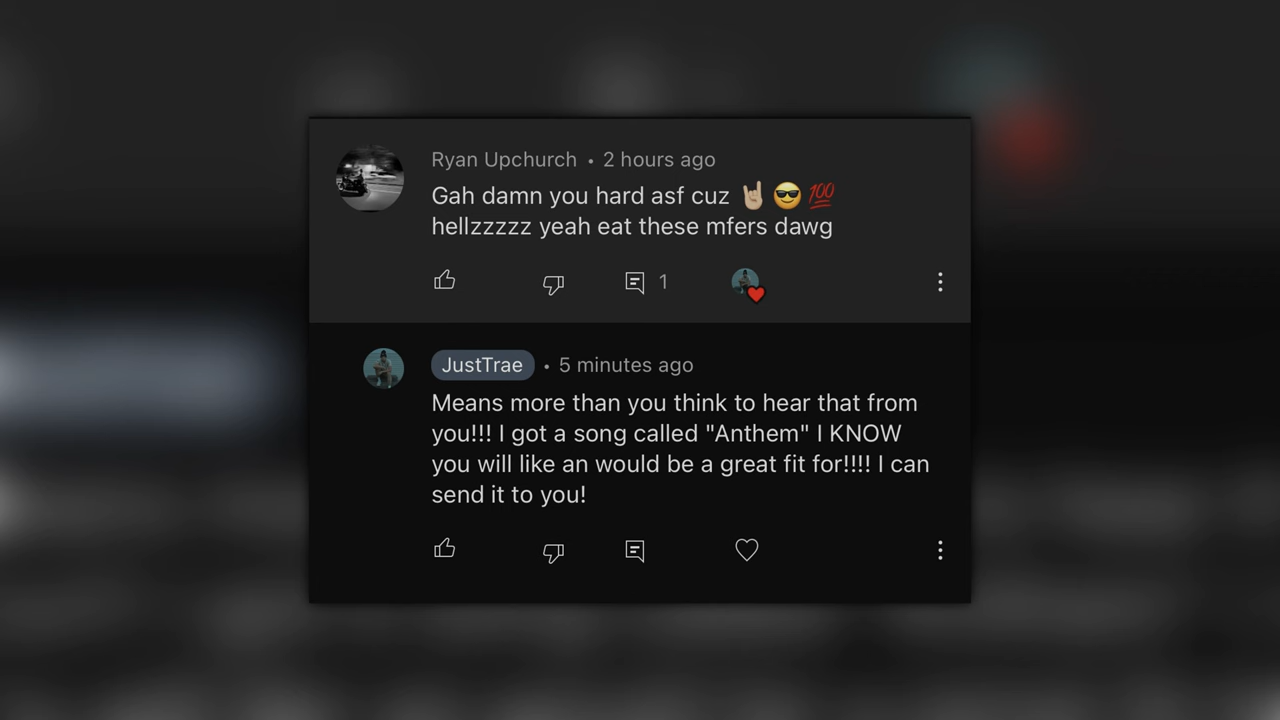 Ryan Upchurch • 2 hours ago
Gah damn you hard asf cuz 🤘🏼 😎 💯
hellzzzzz yeah eat these mfers dawg
1
JustTrae • 5 minutes ago
Means more than you think to hear that from
you!!! I got a song called "Anthem" I KNOW
you will like an would be a great fit for!!!! I can
send it to you!